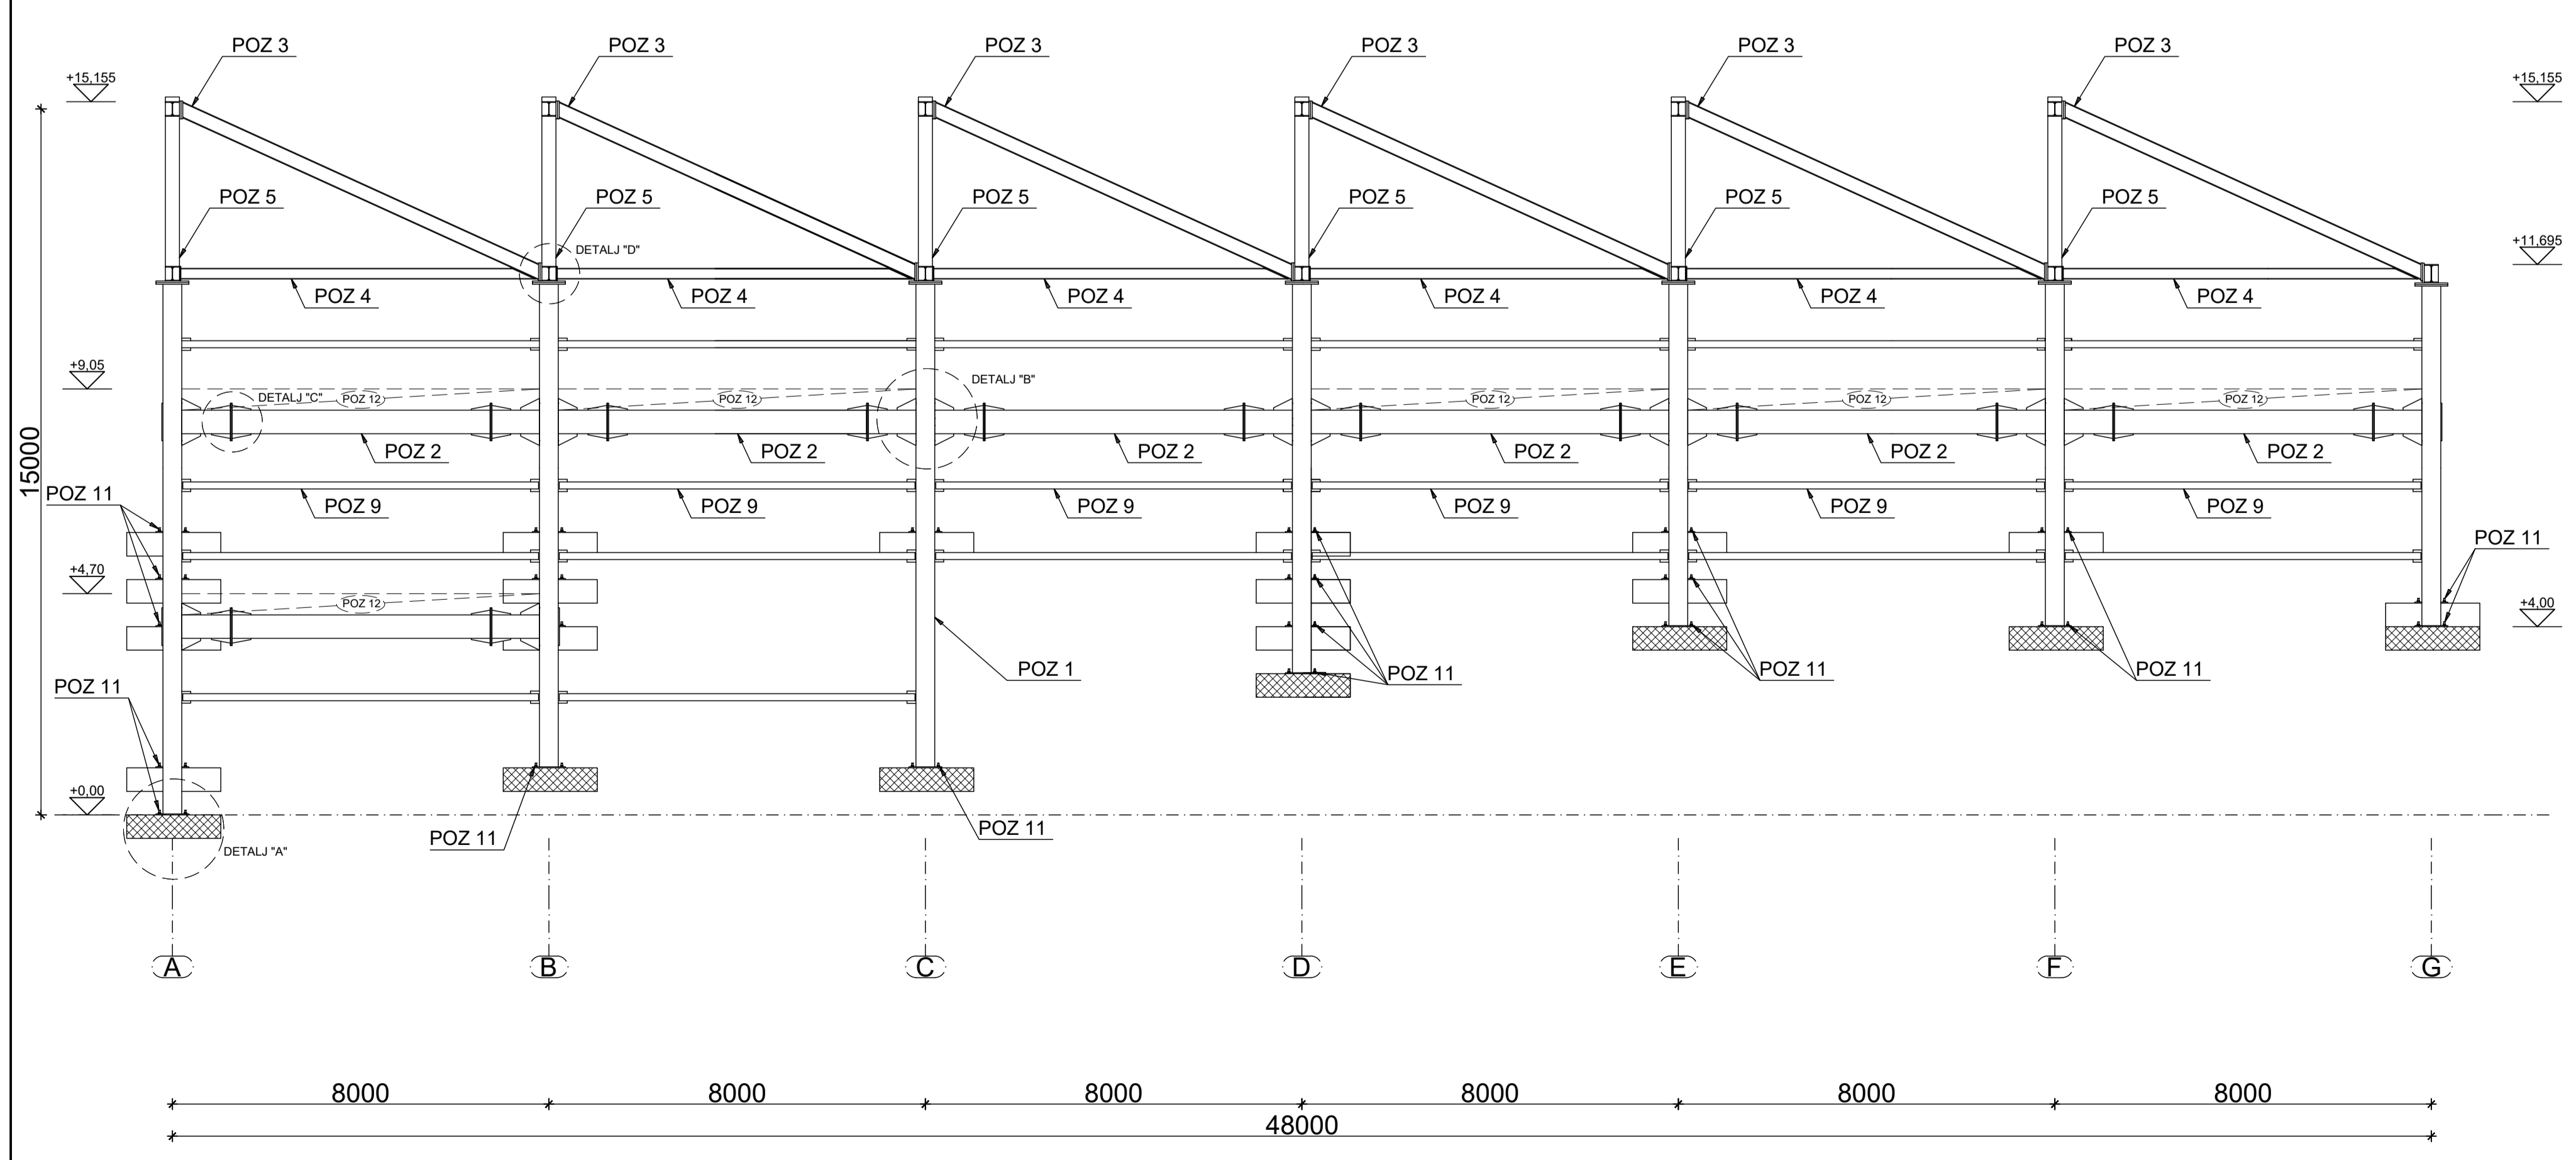 POZ 3 POZ 3 POZ 3 POZ 3 POZ 3 POZ 3
+15,155 +15,155
POZ 5 POZ 5 POZ 5 POZ 5 POZ 5 POZ 5
DETALJ "D"
+11,695
POZ 4 POZ 4 POZ 4 POZ 4 POZ 4 POZ 4
+9,05
DETALJ "B"
DETALJ "C" POZ 12 POZ 12 POZ 12 POZ 12 POZ 12
POZ 2 POZ 2 POZ 2 POZ 2 POZ 2 POZ 2
15000
POZ 11
POZ 9 POZ 9 POZ 9 POZ 9 POZ 9 POZ 9
POZ 11
+4,70
POZ 12
+4,00
POZ 1
POZ 11 POZ 11 POZ 11
POZ 11
+0,00
POZ 11 POZ 11
DETALJ "A"
A B C D E F G
8000 8000 8000 8000 8000 8000
48000